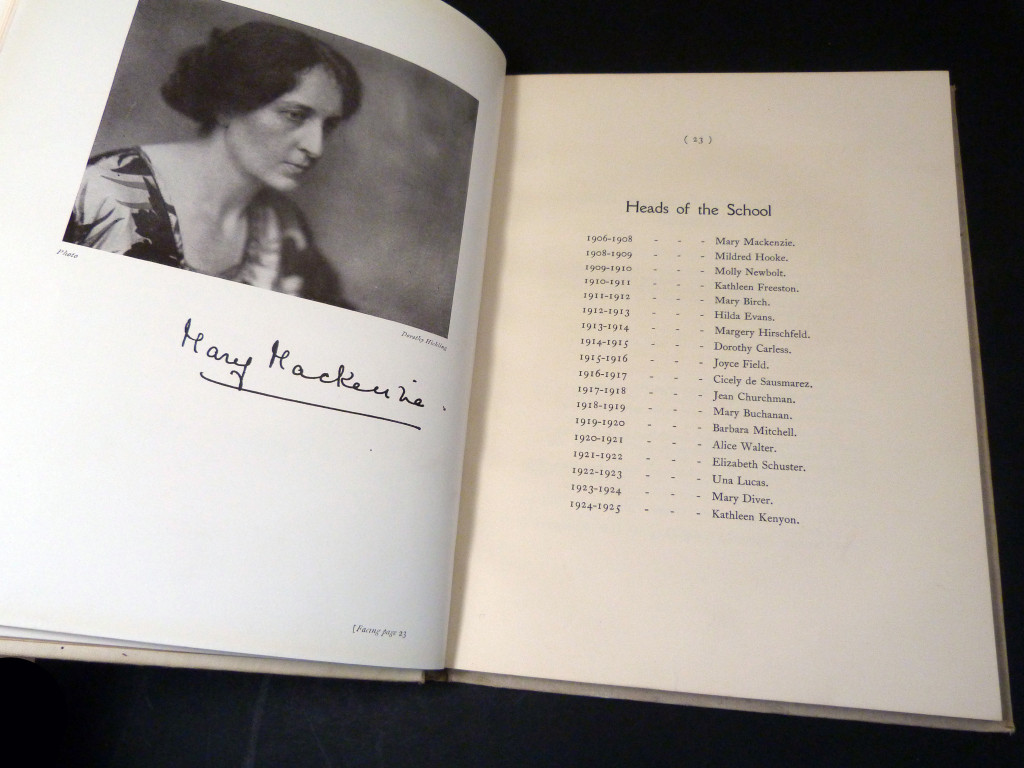 Photo
Dorothy Hickling
Mary Mackenzie.
[Facing page 23
( 23 )
Heads of the School
1906-1908 - - - Mary Mackenzie.
1908-1909 - - - Mildred Hooke.
1909-1910 - - - Molly Newbolt.
1910-1911 - - - Kathleen Freeston.
1911-1912 - - - Mary Birch.
1912-1913 - - - Hilda Evans.
1913-1914 - - - Margery Hirschfeld.
1914-1915 - - - Dorothy Carless.
1915-1916 - - - Joyce Field.
1916-1917 - - - Cicely de Sausmarez.
1917-1918 - - - Jean Churchman.
1918-1919 - - - Mary Buchanan.
1919-1920 - - - Barbara Mitchell.
1920-1921 - - - Alice Walter.
1921-1922 - - - Elizabeth Schuster.
1922-1923 - - - Una Lucas.
1923-1924 - - - Mary Diver.
1924-1925 - - - Kathleen Kenyon.